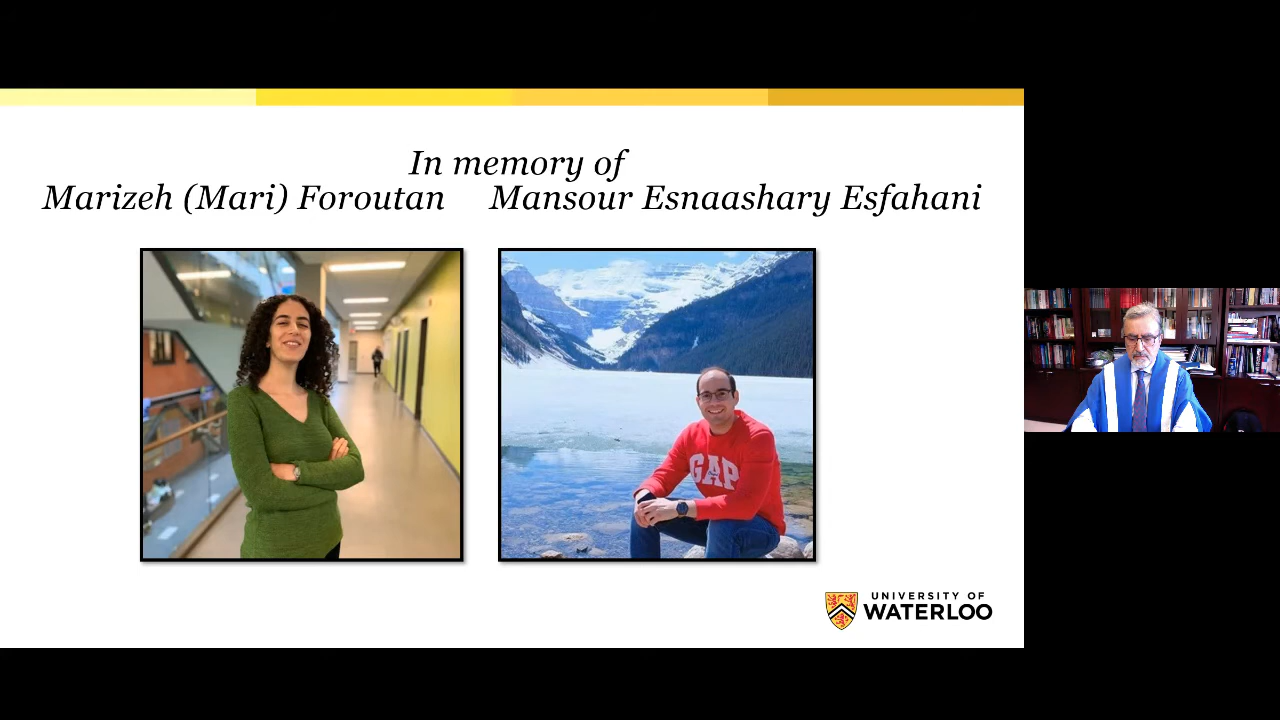 In memory of
Marizeh (Mari) Foroutan Mansour Esnaashary Esfahani
GAP
UNIVERSITY OF
WATERLOO